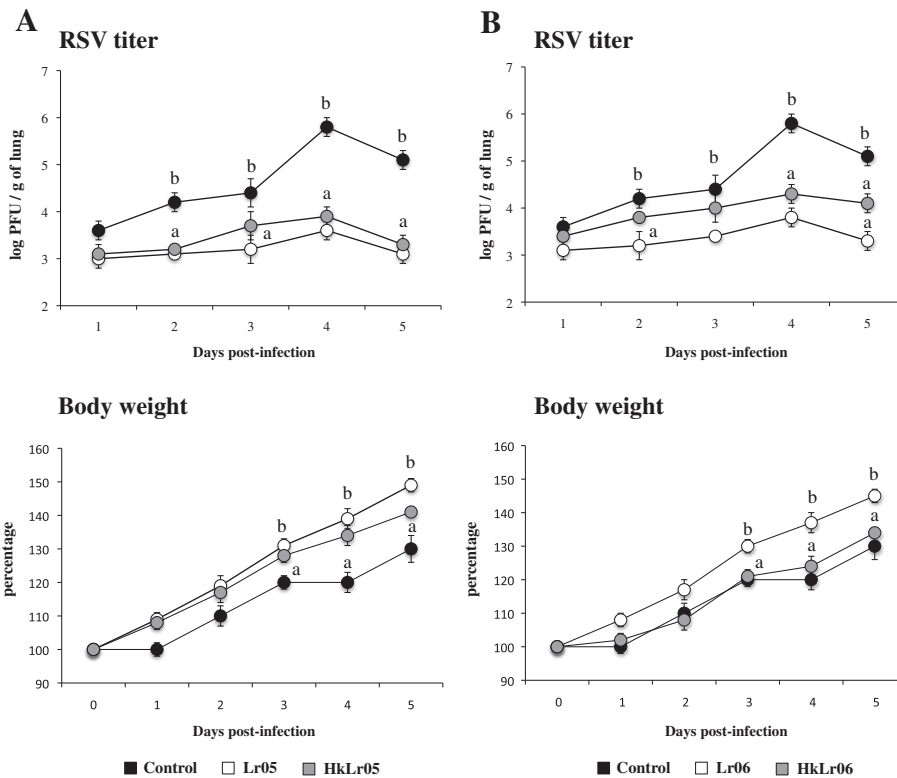 A
RSV titer
7
6
5
4
3
2
log PFU / g of lung
b
b
b
b
a
a
a
a
1
2
3
4
5
Days post-infection
B
RSV titer
7
6
5
4
3
2
log PFU / g of lung
b
b
b
b
a
a
a
a
1
2
3
4
5
Days post-infection
Body weight
160
150
140
130
120
110
100
90
percentage
b
b
b
a
a
a
0
1
2
3
4
5
Days post-infection
Control
Lr05
HkLr05
Body weight
160
150
140
130
120
110
100
90
percentage
b
b
b
a
a
a
0
1
2
3
4
5
Days post-infection
Control
Lr06
HkLr06